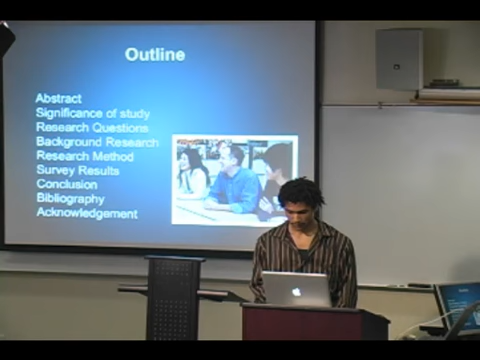 Outline
Abstract
Significance of study
Research Questions
Background Research
Research Method
Survey Results
Conclusion
Bibliography
Acknowledgement